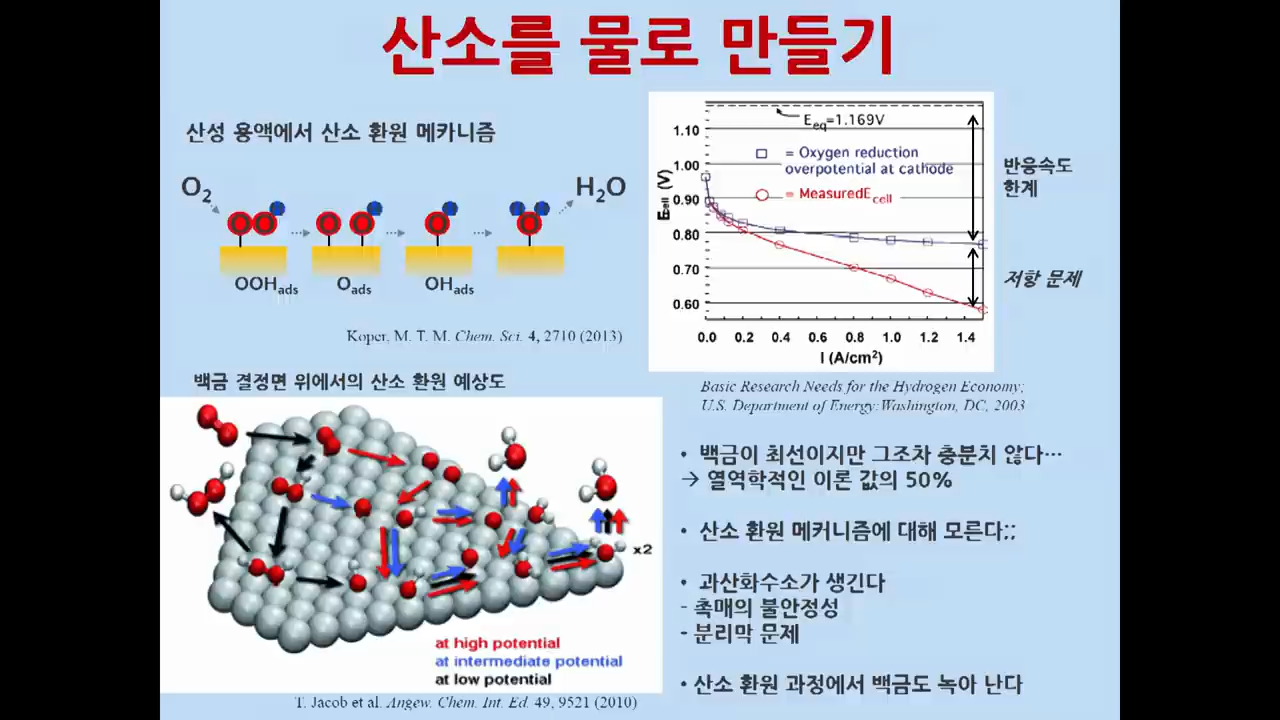 산소를 물로 만들기
산성 용액에서 산소 환원 메카니즘
O2
H2O
OOHads
Oads
OHads
Koper, M. T. M. Chem. Sci. 4, 2710 (2013)
Eeq=1.169V
= Oxygen reduction
overpotential at cathode
= MeasuredEcell
Ecell (V)
1.10
1.00
0.90
0.80
0.70
0.60
0.0 0.2 0.4 0.6 0.8 1.0 1.2 1.4
I (A/cm2)
반응속도
한계
저항 문제
Basic Research Needs for the Hydrogen Economy;
U.S. Department of Energy:Washington, DC, 2003
백금 결정면 위에서의 산소 환원 예상도
x2
at high potential
at intermediate potential
at low potential
T. Jacob et al. Angew. Chem. Int. Ed. 49, 9521 (2010)
• 백금이 최선이지만 그조차 충분치 않다…
→ 열역학적인 이론 값의 50%
• 산소 환원 메커니즘에 대해 모른다;;
• 과산화수소가 생긴다
- 촉매의 불안정성
- 분리막 문제
• 산소 환원 과정에서 백금도 녹아 난다